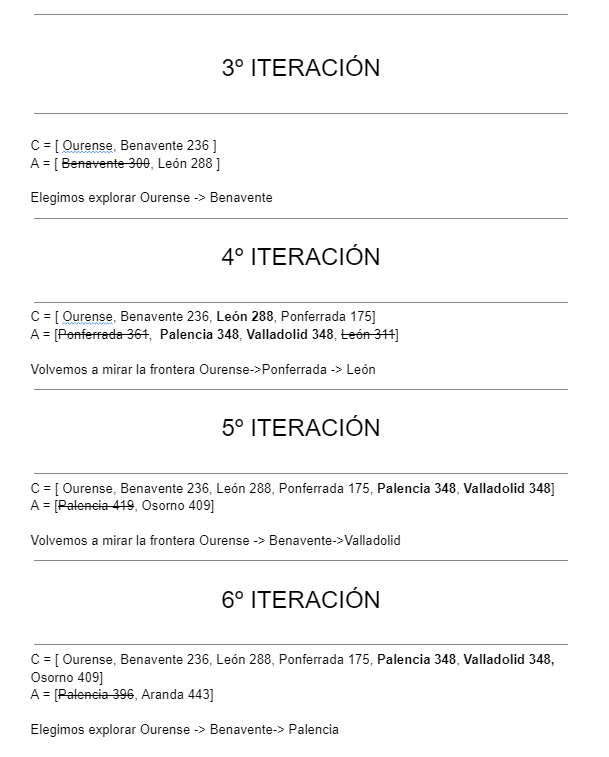 3º ITERACIÓN
C = [ Ourense, Benavente 236 ]
A = [ Benavente 300, León 288 ]
Elegimos explorar Ourense -> Benavente
4º ITERACIÓN
C = [ Ourense, Benavente 236, León 288, Ponferrada 175]
A = [Ponferrada 361,  Palencia 348, Valladolid 348, León 311]
Volvemos a mirar la frontera Ourense->Ponferrada -> León
5º ITERACIÓN
C = [ Ourense, Benavente 236, León 288, Ponferrada 175, Palencia 348, Valladolid 348]
A = [Palencia 419, Osorno 409]
Volvemos a mirar la frontera Ourense -> Benavente->Valladolid
6º ITERACIÓN
C = [ Ourense, Benavente 236, León 288, Ponferrada 175, Palencia 348, Valladolid 348,
Osorno 409]
A = [Palencia 396, Aranda 443]
Elegimos explorar Ourense -> Benavente-> Palencia